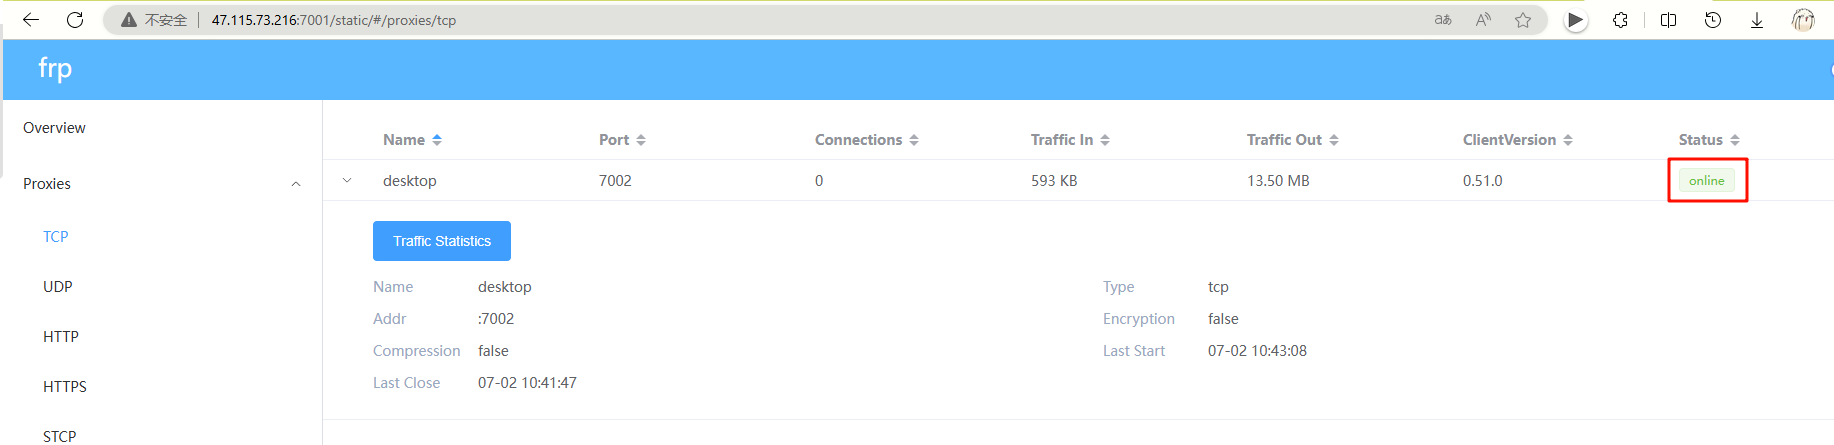 不安全 47.115.73.216:7001/static/#/proxies/tcp aあ A
frp
Overview
Proxies
TCP
UDP
HTTP
HTTPS
STCP
Name Port Connections Traffic In Traffic Out ClientVersion Status
desktop 7002 0 593 KB 13.50 MB 0.51.0 online
Traffic Statistics
Name desktop Type tcp
Addr :7002 Encryption false
Compression false Last Start 07-02 10:43:08
Last Close 07-02 10:41:47